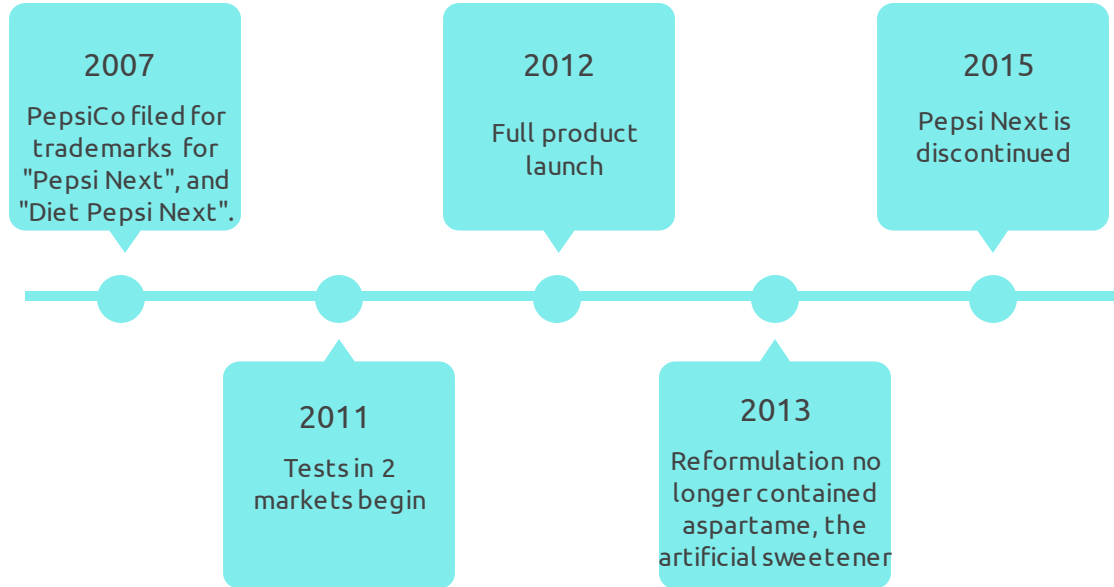 2007
PepsiCo filed for
trademarks for
"Pepsi Next", and
"Diet Pepsi Next".
2011
Tests in 2
markets begin
2012
Full product
launch
2013
Reformulation no
longer contained
aspartame, the
artificial sweetener
2015
Pepsi Next is
discontinued